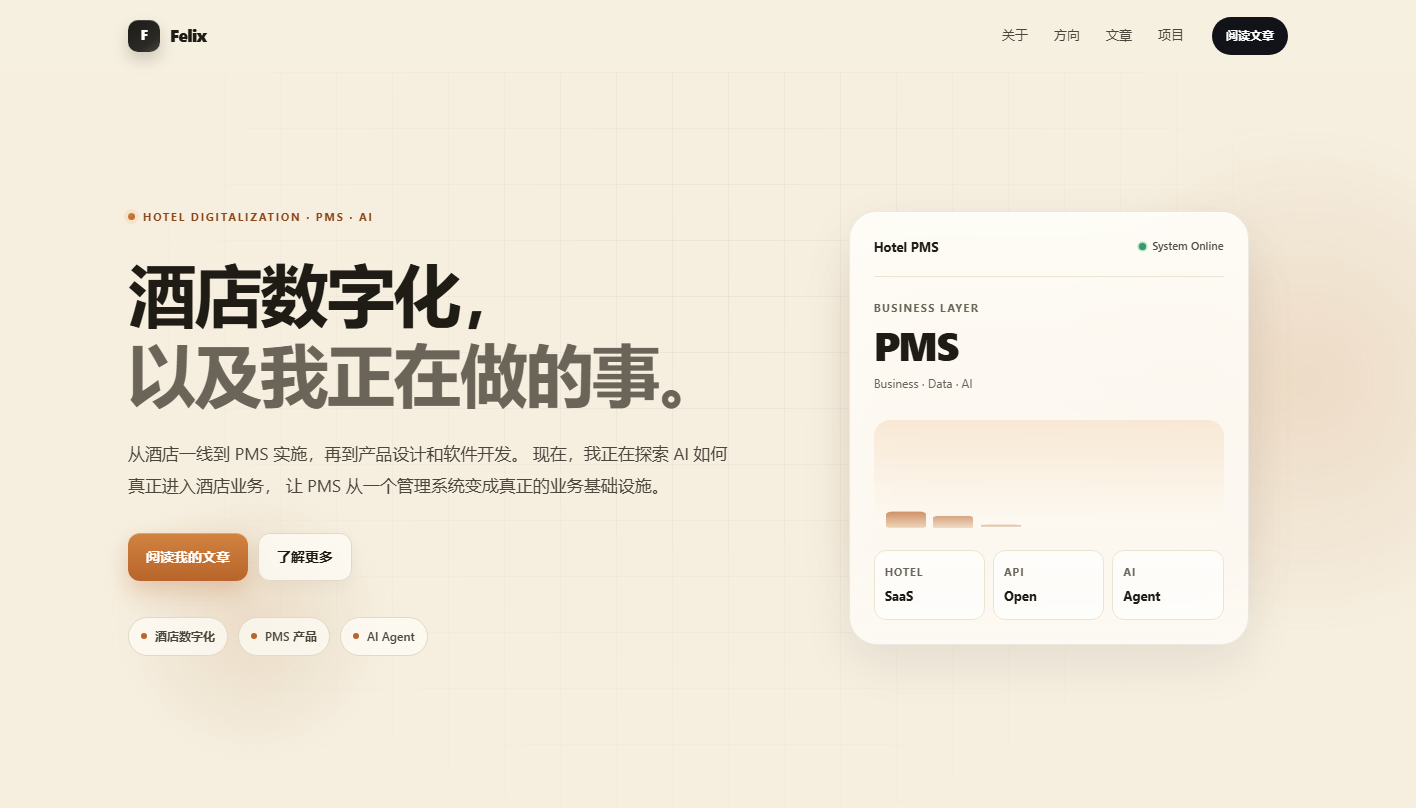 F Felix 关于 方向 文章 项目 阅读文章
HOTEL DIGITALIZATION · PMS · AI
酒店数字化，
以及我正在做的事。
从酒店一线到 PMS 实施，再到产品设计和软件开发。 现在，我正在探索 AI 如何
真正进入酒店业务， 让 PMS 从一个管理系统变成真正的业务基础设施。
阅读我的文章 了解更多
酒店数字化 PMS 产品 AI Agent
Hotel PMS System Online
BUSINESS LAYER
PMS
Business · Data · AI
HOTEL API AI
SaaS Open Agent